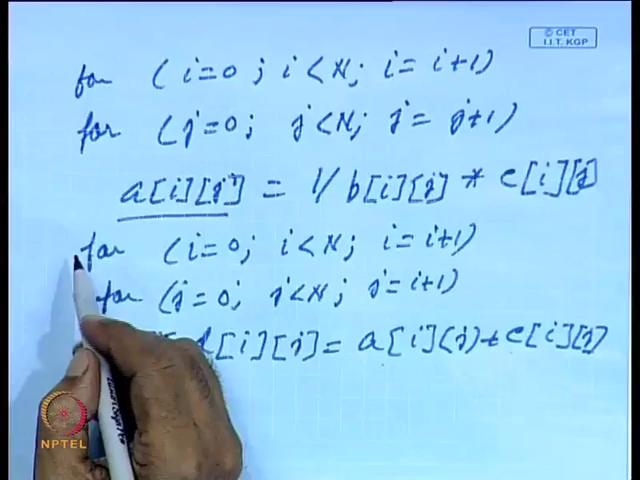 © CET
I.I.T. KGP
for (i=0; i<N; i=i+1)
for (j=0; j<N; j=j+1)
a[i][j] = 1/b[i][j] * c[i][j]
for (i=0; i<N; i=i+1)
for (j=0; j<N; j=i+1)
d[i][j] = a[i](j)+c[i][j]
NPTEL